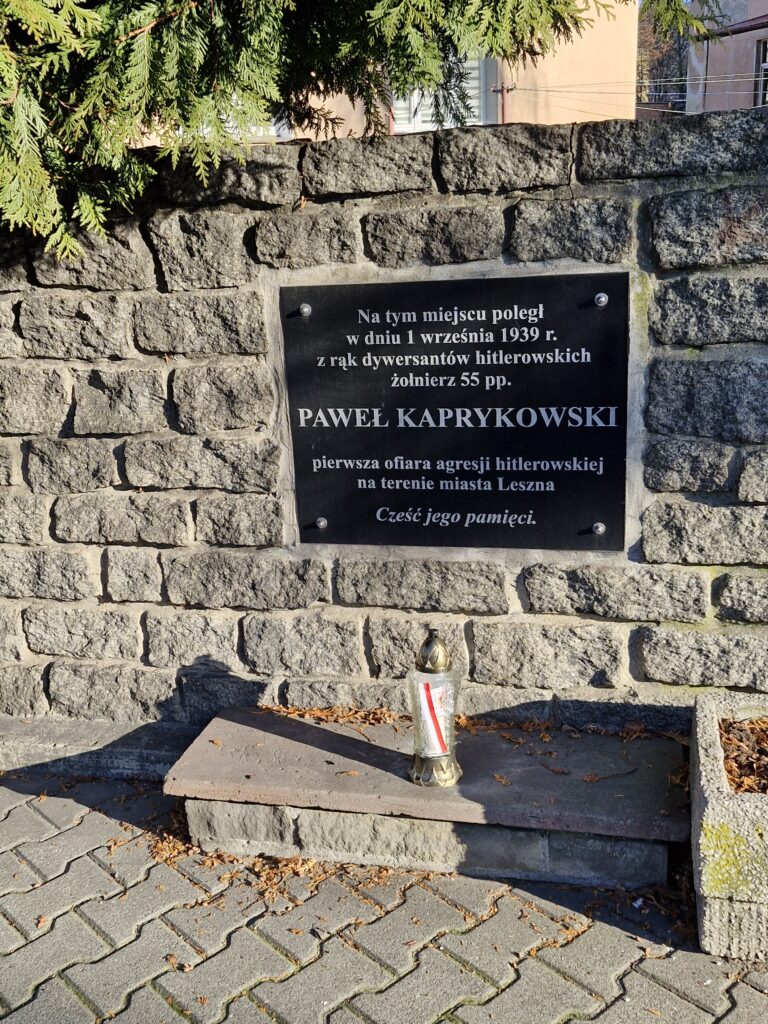 Na tym miejscu poległ
w dniu 1 września 1939 r.
z rąk dywersantów hitlerowskich
żołnierz 55 pp.
PAWEŁ KAPRYKOWSKI
pierwsza ofiara agresji hitlerowskiej
na terenie miasta Leszna
Cześć jego pamięci.